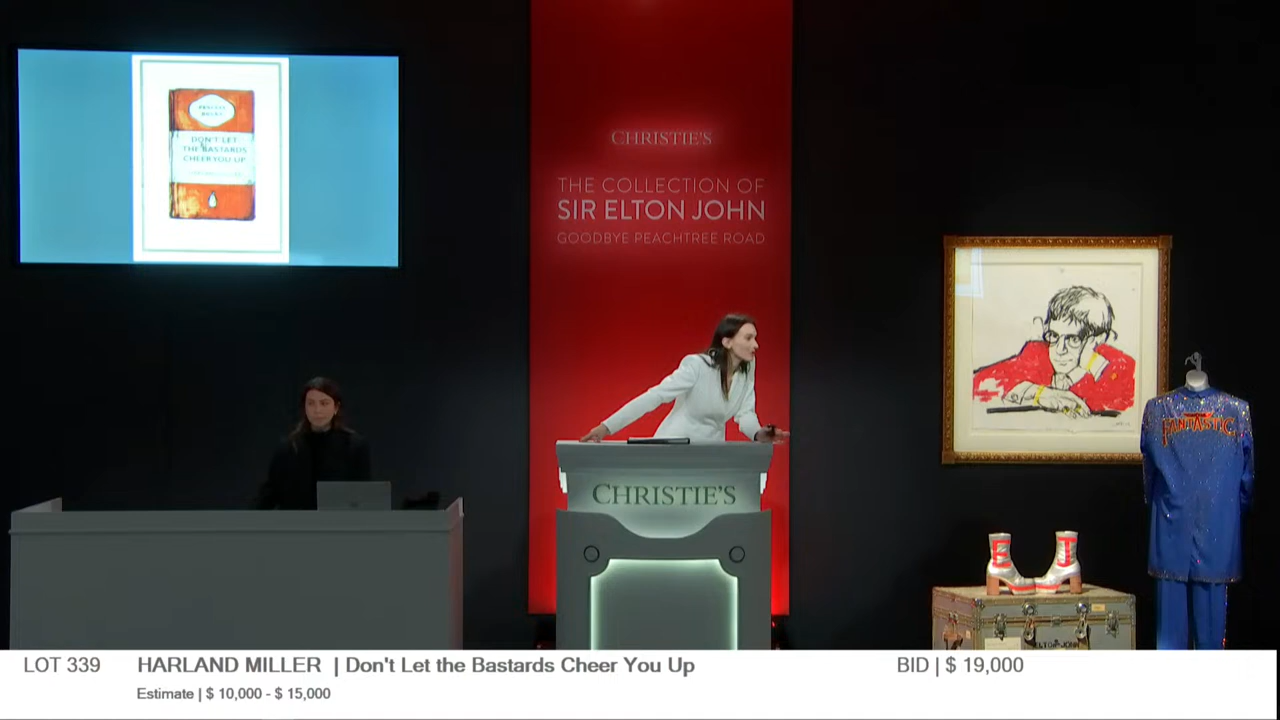 DON'T LET
THE BASTARDS
CHEER YOU UP
CHRISTIE'S
THE COLLECTION OF
SIR ELTON JOHN
GOODBYE PEACHTREE ROAD
FANTASTIC
CHRISTIE'S
E J
ELTON JOHN
LOT 339 HARLAND MILLER | Don't Let the Bastards Cheer You Up BID | $ 19,000
Estimate | $ 10,000 - $ 15,000